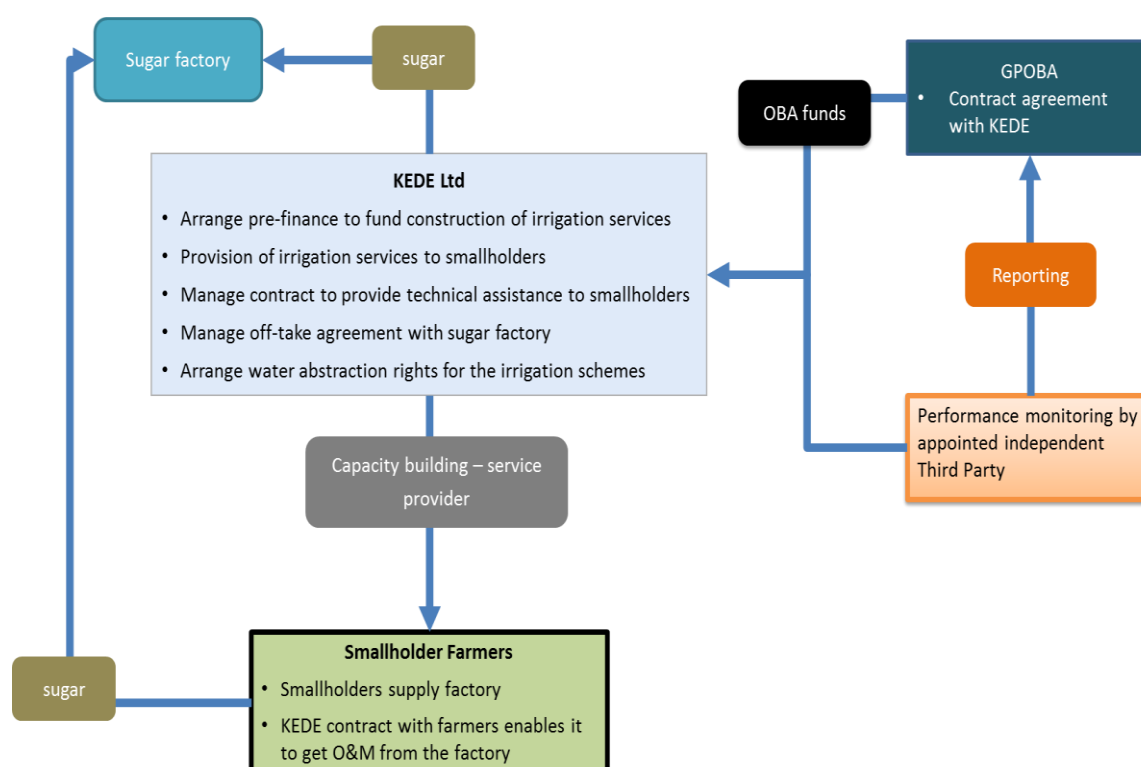 Sugar factory
sugar
GPOBA
• Contract agreement
with KEDE
OBA funds
KEDE Ltd
• Arrange pre-finance to fund construction of irrigation services
• Provision of irrigation services to smallholders
• Manage contract to provide technical assistance to smallholders
• Manage off-take agreement with sugar factory
• Arrange water abstraction rights for the irrigation schemes
Reporting
Performance monitoring by
appointed independent
Third Party
Capacity building – service
provider
Smallholder Farmers
• Smallholders supply factory
• KEDE contract with farmers enables it
to get O&M from the factory
sugar